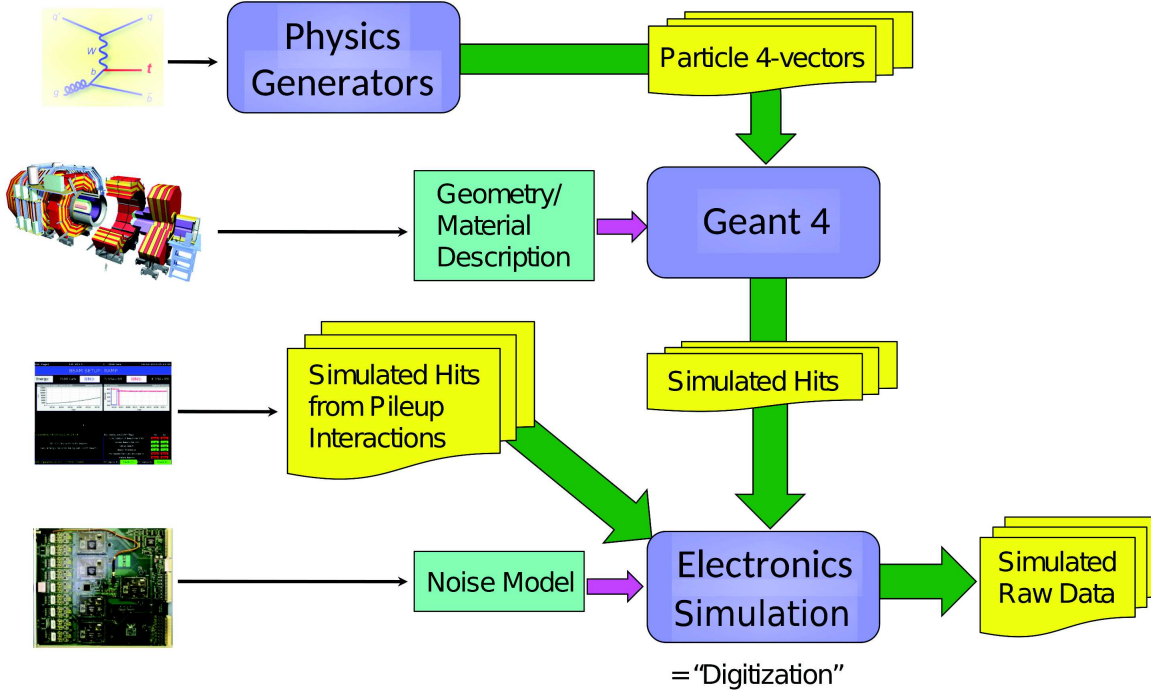 q'
q
W
b
t
g
b̄
Physics
Generators
Particle 4-vectors
Geometry/
Material
Description
Geant 4
Simulated Hits
from Pileup
Interactions
Simulated Hits
Noise Model
Electronics
Simulation
Simulated
Raw Data
= “Digitization”